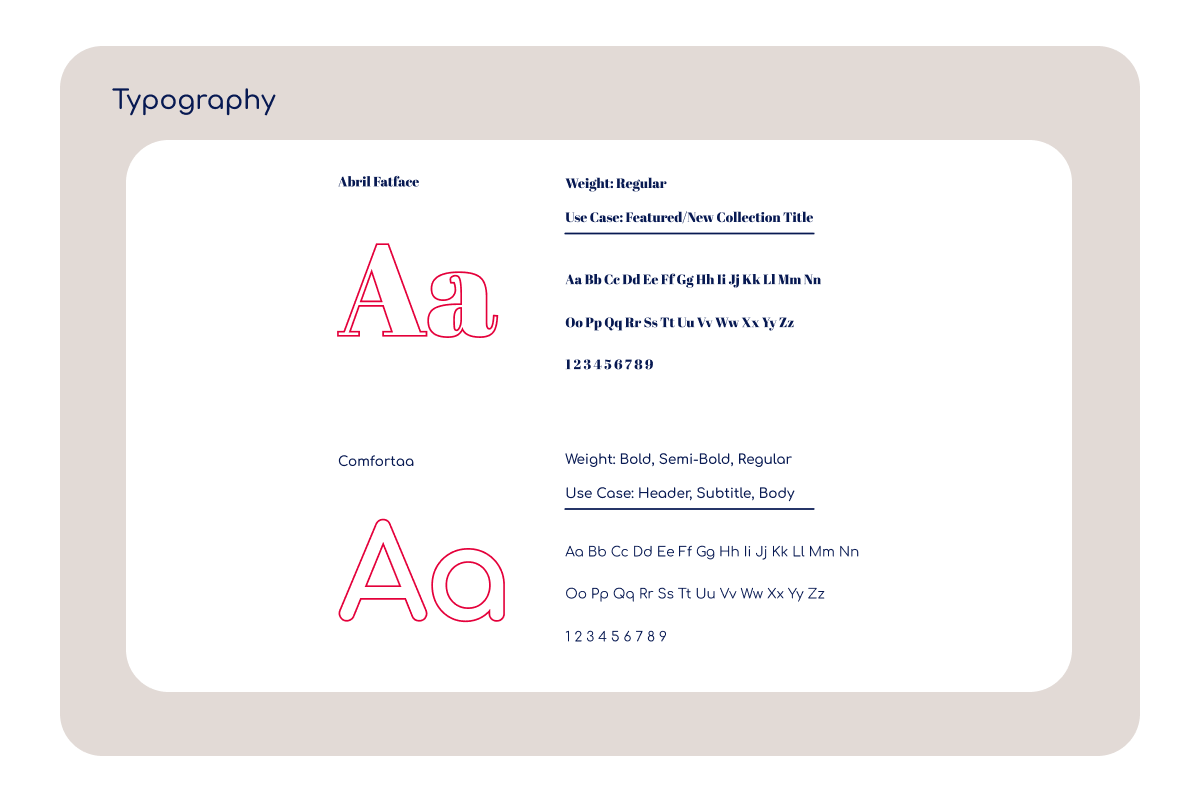 Typography
Abril Fatface
Weight: Regular
Use Case: Featured/New Collection Title
Aa
Aa Bb Cc Dd Ee Ff Gg Hh Ii Jj Kk Ll Mm Nn
Oo Pp Qq Rr Ss Tt Uu Vv Ww Xx Yy Zz
1 2 3 4 5 6 7 8 9
Comfortaa
Weight: Bold, Semi-Bold, Regular
Use Case: Header, Subtitle, Body
Aa
Aa Bb Cc Dd Ee Ff Gg Hh Ii Jj Kk Ll Mm Nn
Oo Pp Qq Rr Ss Tt Uu Vv Ww Xx Yy Zz
1 2 3 4 5 6 7 8 9